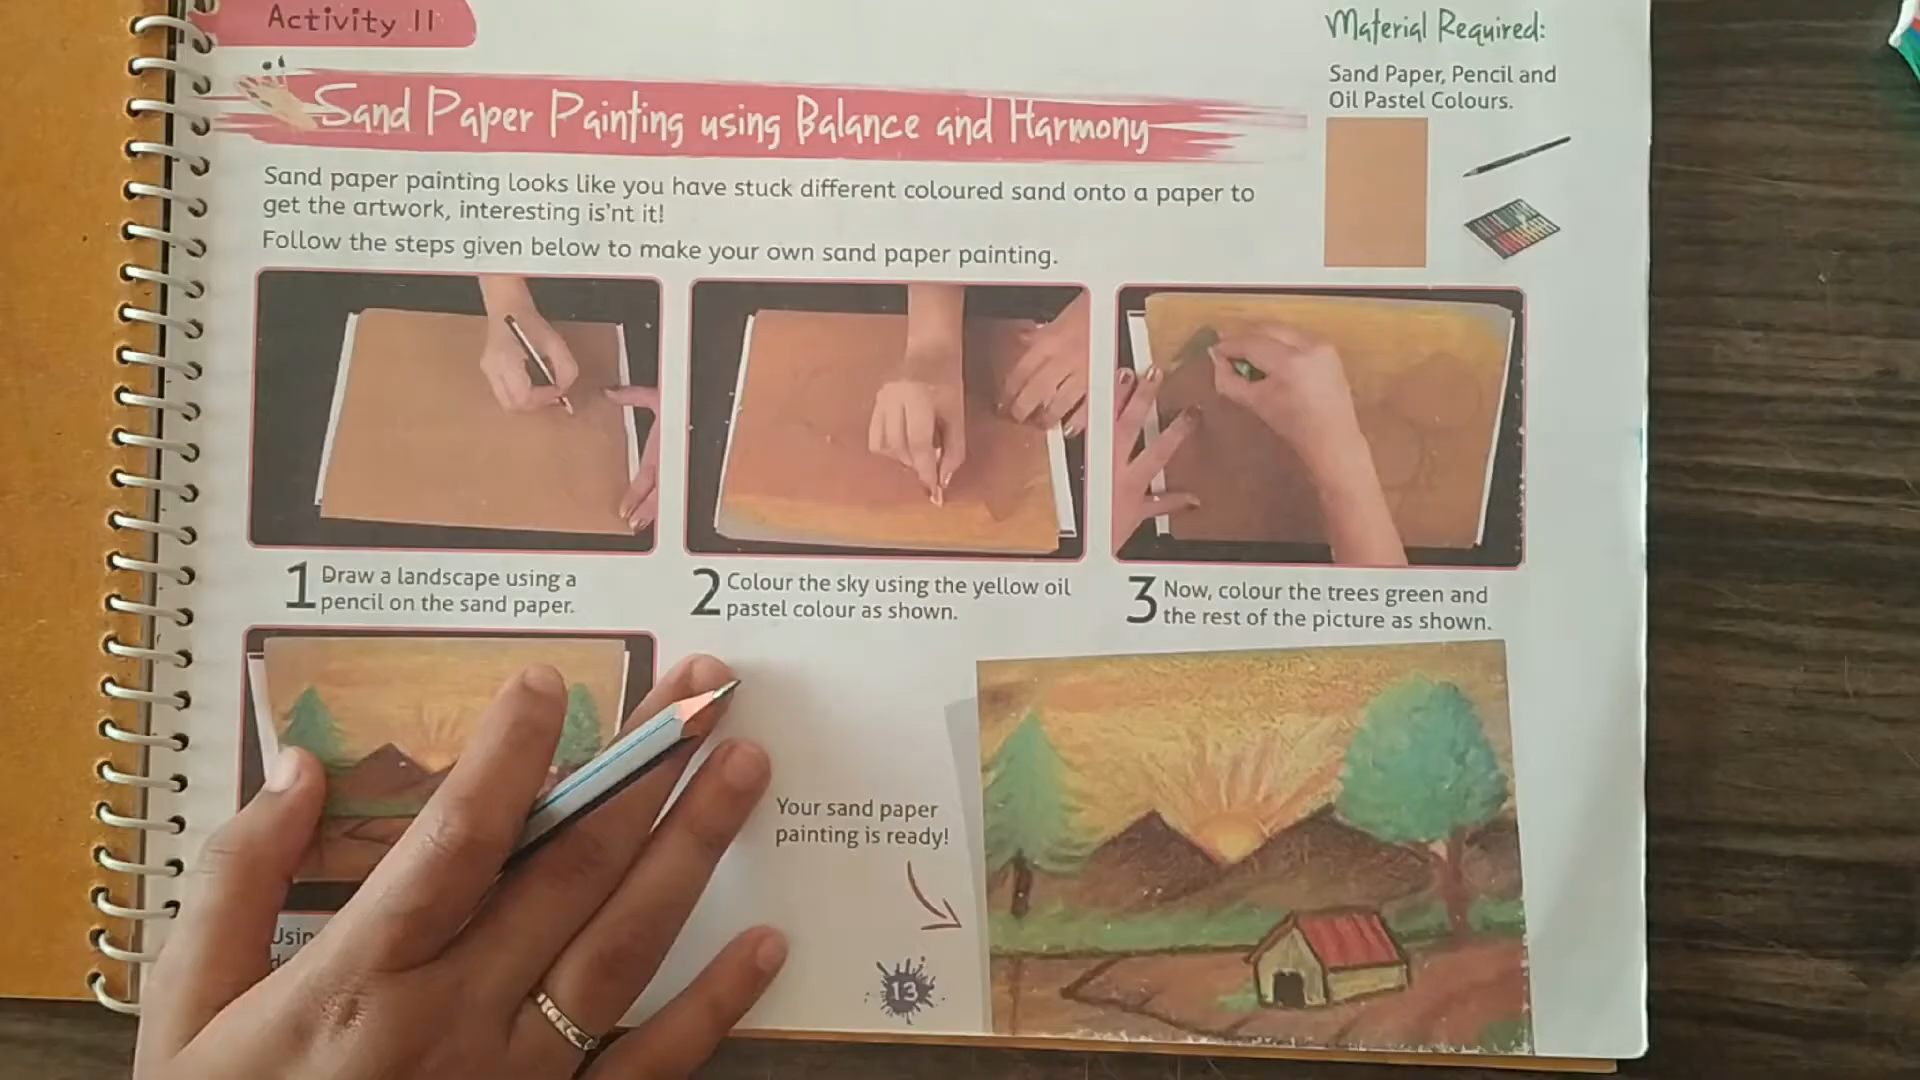 Activity 11
Sand Paper Painting using Balance and Harmony
Sand paper painting looks like you have stuck different coloured sand onto a paper to
get the artwork, interesting is'nt it!
Follow the steps given below to make your own sand paper painting.
Material Required:
Sand Paper, Pencil and
Oil Pastel Colours.
1 Draw a landscape using a
pencil on the sand paper.
2 Colour the sky using the yellow oil
pastel colour as shown.
3 Now, colour the trees green and
the rest of the picture as shown.
Your sand paper
painting is ready!
13